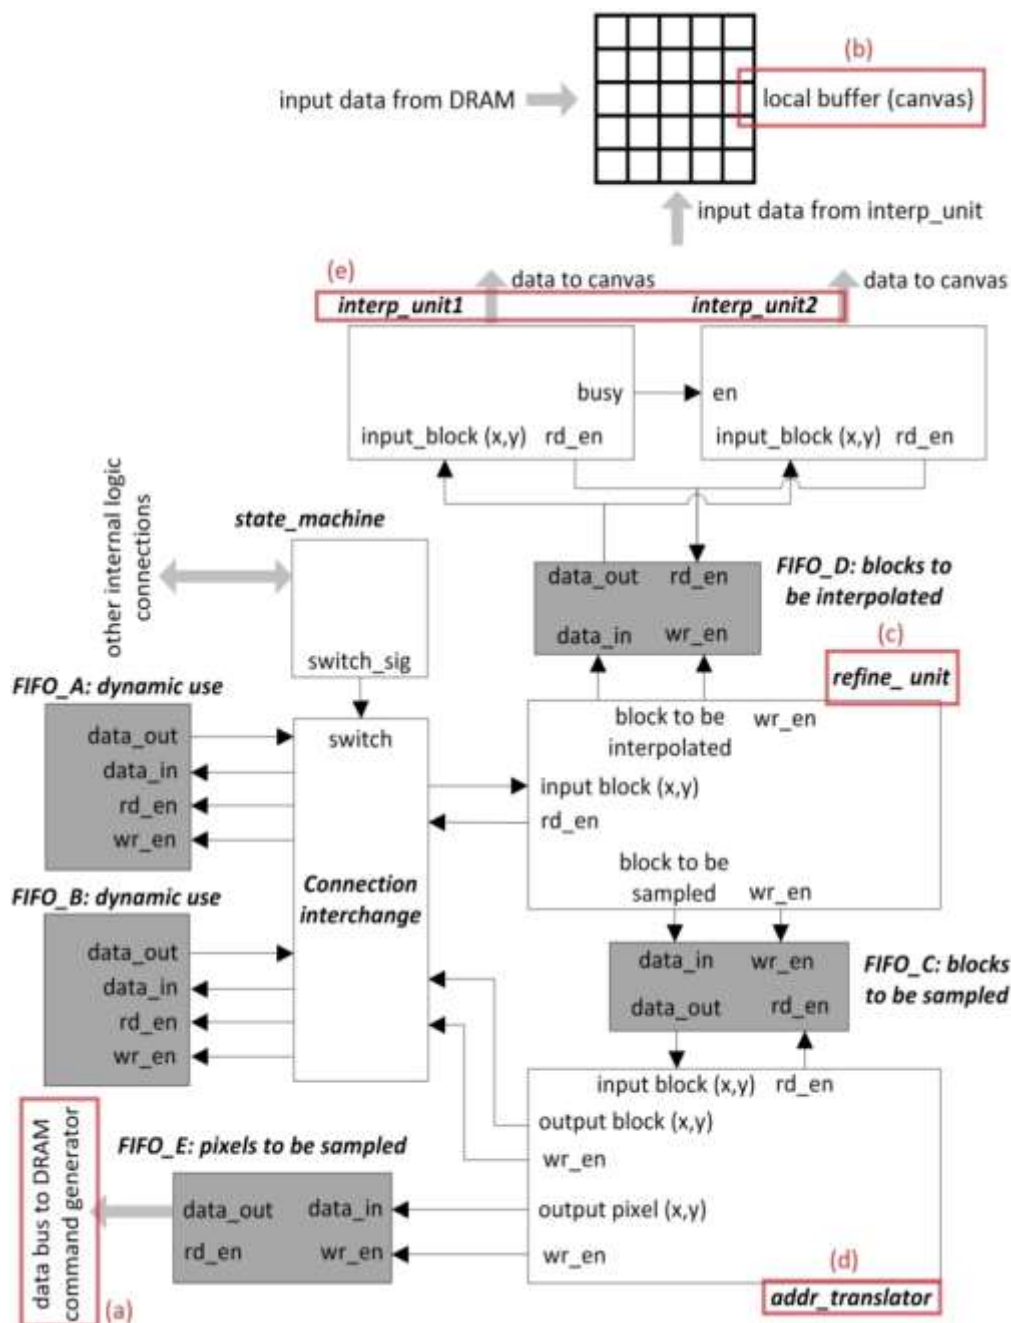 (b)
input data from DRAM
local buffer (canvas)
input data from interp_unit
(e)
data to canvas
data to canvas
interp_unit1
interp_unit2
busy
en
input_block (x,y) rd_en
input_block (x,y) rd_en
other internal logic
connections
state_machine
switch_sig
data_out rd_en
data_in wr_en
FIFO_D: blocks to
be interpolated
(c)
refine_ unit
FIFO_A: dynamic use
data_out
data_in
rd_en
wr_en
switch
Connection
interchange
block to be
interpolated
wr_en
input block (x,y)
rd_en
block to be
sampled
wr_en
FIFO_B: dynamic use
data_out
data_in
rd_en
wr_en
data_in wr_en
data_out rd_en
FIFO_C: blocks
to be sampled
input block (x,y) rd_en
output block (x,y)
wr_en
output pixel (x,y)
wr_en
(d)
addr_translator
FIFO_E: pixels to be sampled
data_out data_in
rd_en wr_en
data bus to DRAM
command generator
(a)